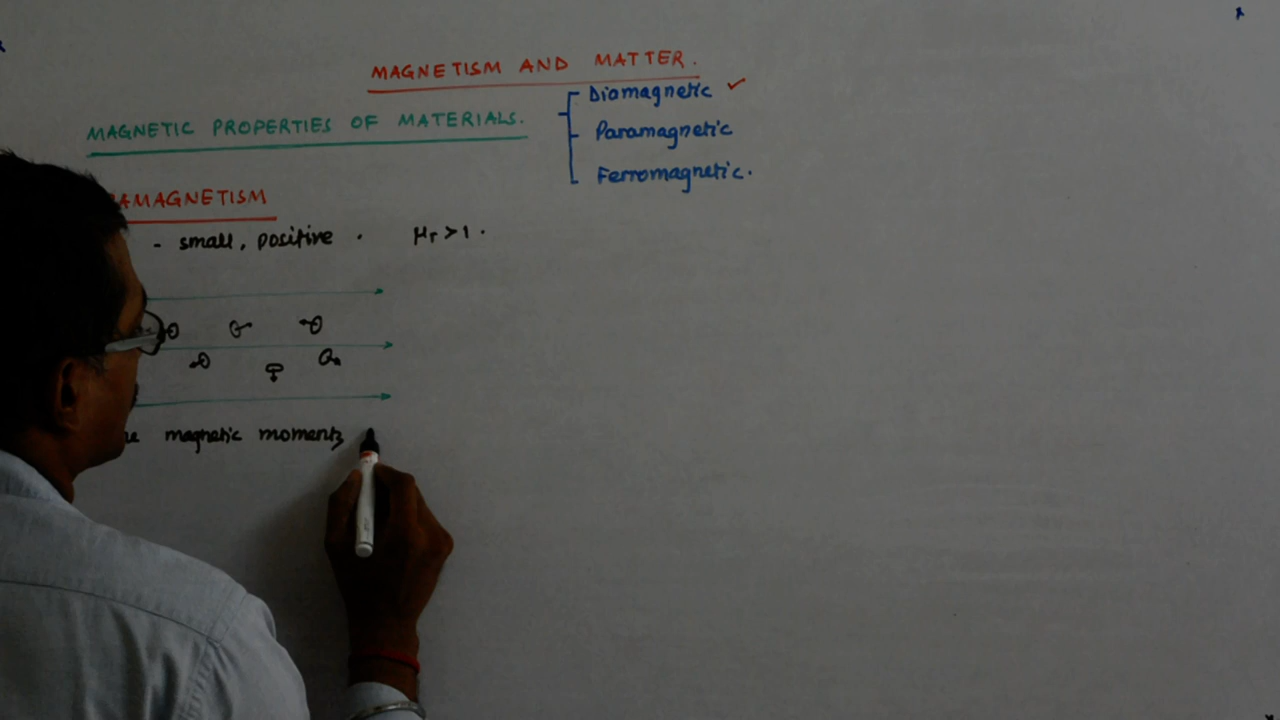 MAGNETISM AND MATTER.
MAGNETIC PROPERTIES OF MATERIALS.
Diamagnetic ✓
Paramagnetic
Ferromagnetic.
AMAGNETISM
- small, positive . μr > 1 .
magnetic moments